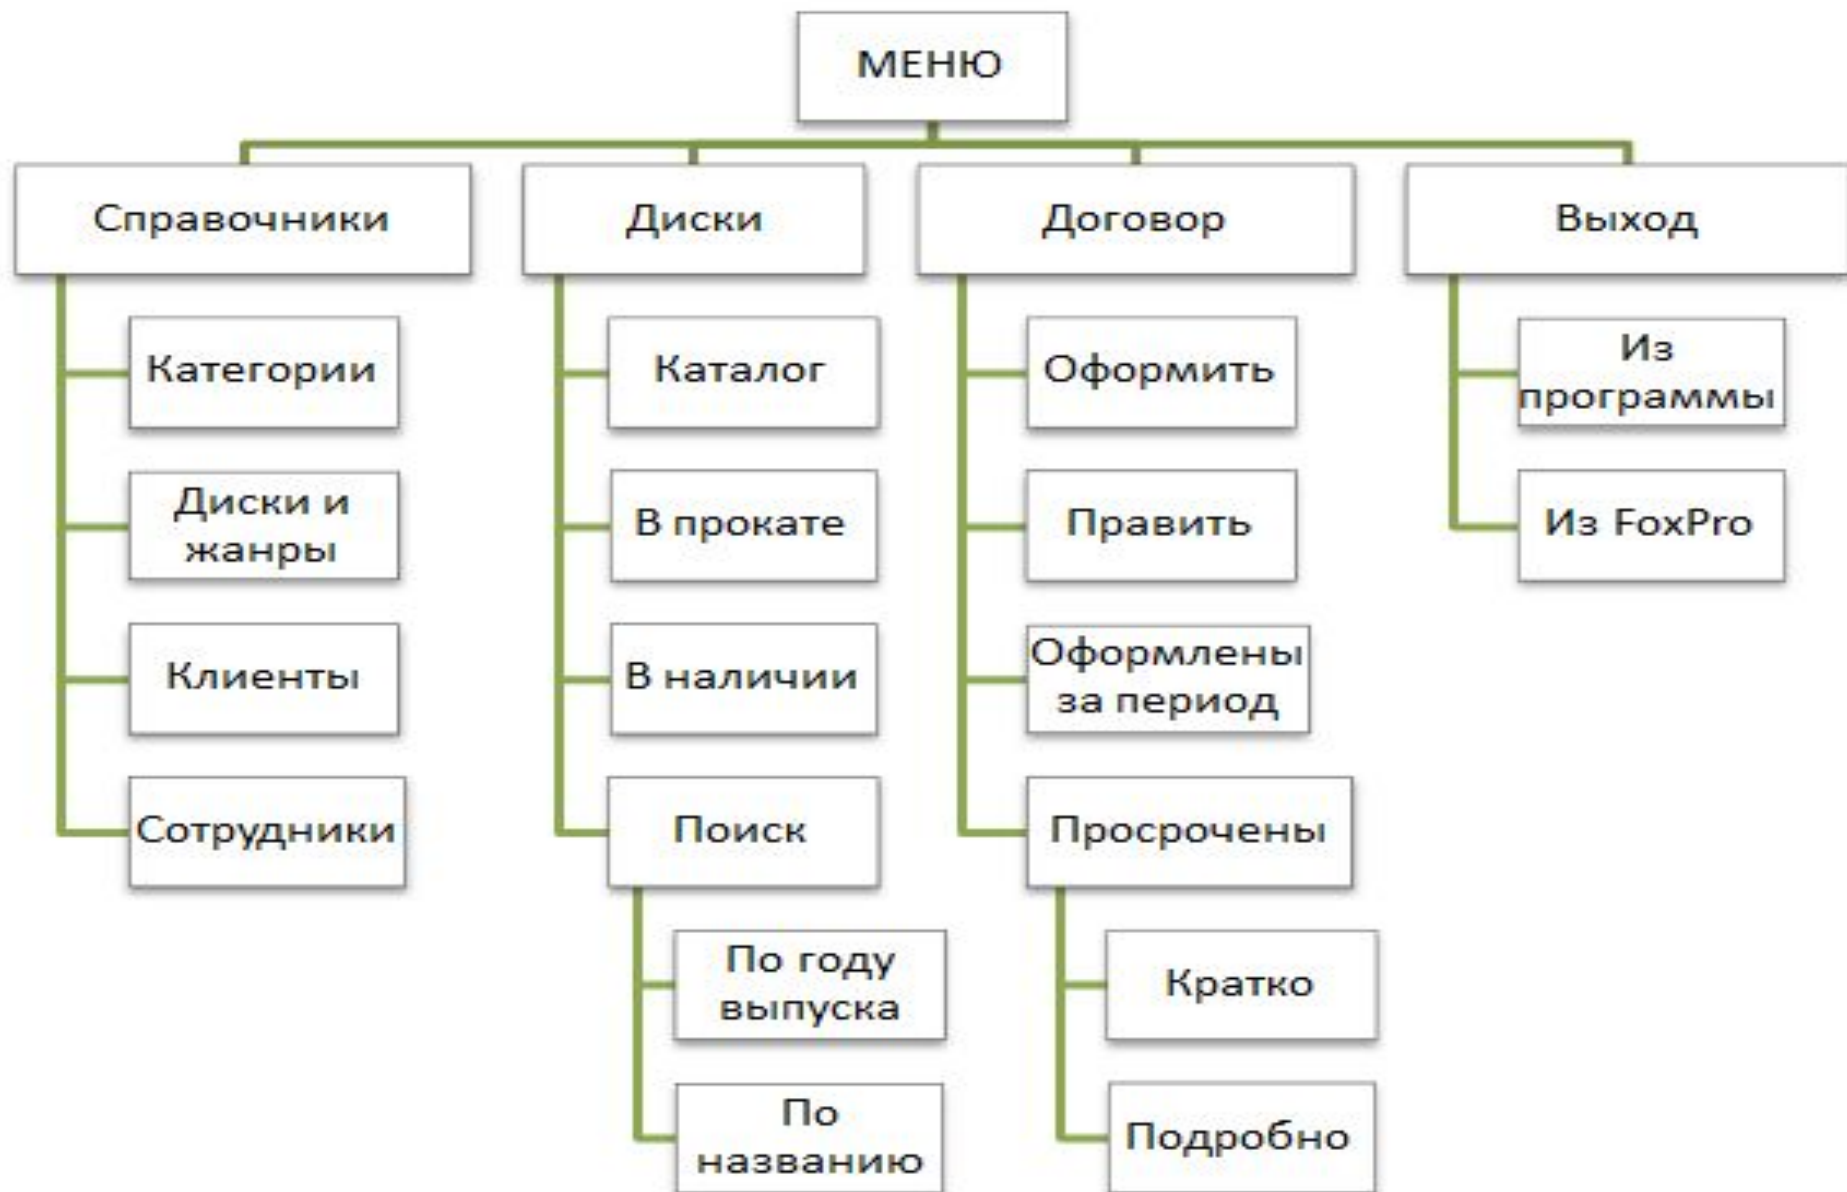 МЕНЮ
Справочники
Диски
Договор
Выход
Категории
Диски и
жанры
Клиенты
Сотрудники
Каталог
В прокате
В наличии
Поиск
По году
выпуска
По
названию
Оформить
Править
Оформлены
за период
Просрочены
Кратко
Подробно
Из
программы
Из FoxPro